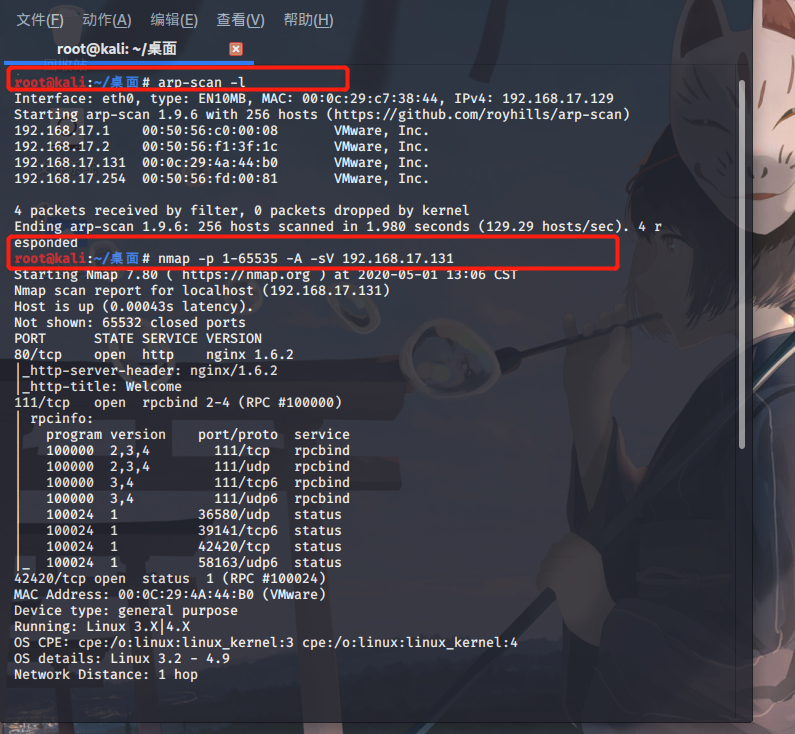 文件(F) 动作(A) 编辑(E) 查看(V) 帮助(H)
root@kali: ~/桌面
root@kali:~/桌面# arp-scan -l
Interface: eth0, type: EN10MB, MAC: 00:0c:29:c7:38:44, IPv4: 192.168.17.129
Starting arp-scan 1.9.6 with 256 hosts (https://github.com/royhills/arp-scan)
192.168.17.1 00:50:56:c0:00:08 VMware, Inc.
192.168.17.2 00:50:56:f1:3f:1c VMware, Inc.
192.168.17.131 00:0c:29:4a:44:b0 VMware, Inc.
192.168.17.254 00:50:56:fd:00:81 VMware, Inc.
4 packets received by filter, 0 packets dropped by kernel
Ending arp-scan 1.9.6: 256 hosts scanned in 1.980 seconds (129.29 hosts/sec). 4 r
esponded
root@kali:~/桌面# nmap -p 1-65535 -A -sV 192.168.17.131
Starting Nmap 7.80 ( https://nmap.org ) at 2020-05-01 13:06 CST
Nmap scan report for localhost (192.168.17.131)
Host is up (0.00043s latency).
Not shown: 65532 closed ports
PORT STATE SERVICE VERSION
80/tcp open http nginx 1.6.2
|_http-server-header: nginx/1.6.2
|_http-title: Welcome
111/tcp open rpcbind 2-4 (RPC #100000)
| rpcinfo:
| program version port/proto service
| 100000 2,3,4 111/tcp rpcbind
| 100000 2,3,4 111/udp rpcbind
| 100000 3,4 111/tcp6 rpcbind
| 100000 3,4 111/udp6 rpcbind
| 100024 1 36580/udp status
| 100024 1 39141/tcp6 status
| 100024 1 42420/tcp status
|_ 100024 1 58163/udp6 status
42420/tcp open status 1 (RPC #100024)
MAC Address: 00:0C:29:4A:44:B0 (VMware)
Device type: general purpose
Running: Linux 3.X|4.X
OS CPE: cpe:/o:linux:linux_kernel:3 cpe:/o:linux:linux_kernel:4
OS details: Linux 3.2 - 4.9
Network Distance: 1 hop